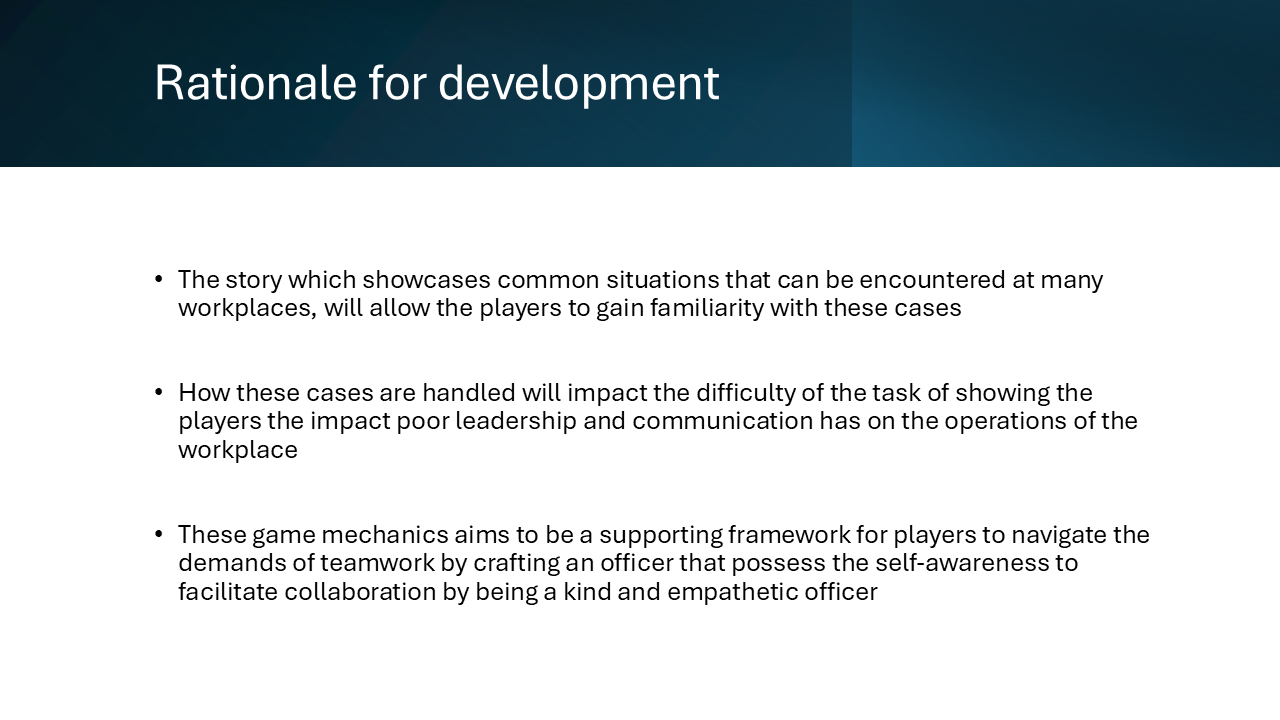 Rationale for development
• The story which showcases common situations that can be encountered at many
workplaces, will allow the players to gain familiarity with these cases
• How these cases are handled will impact the difficulty of the task of showing the
players the impact poor leadership and communication has on the operations of the
workplace
• These game mechanics aims to be a supporting framework for players to navigate the
demands of teamwork by crafting an officer that possess the self-awareness to
facilitate collaboration by being a kind and empathetic officer